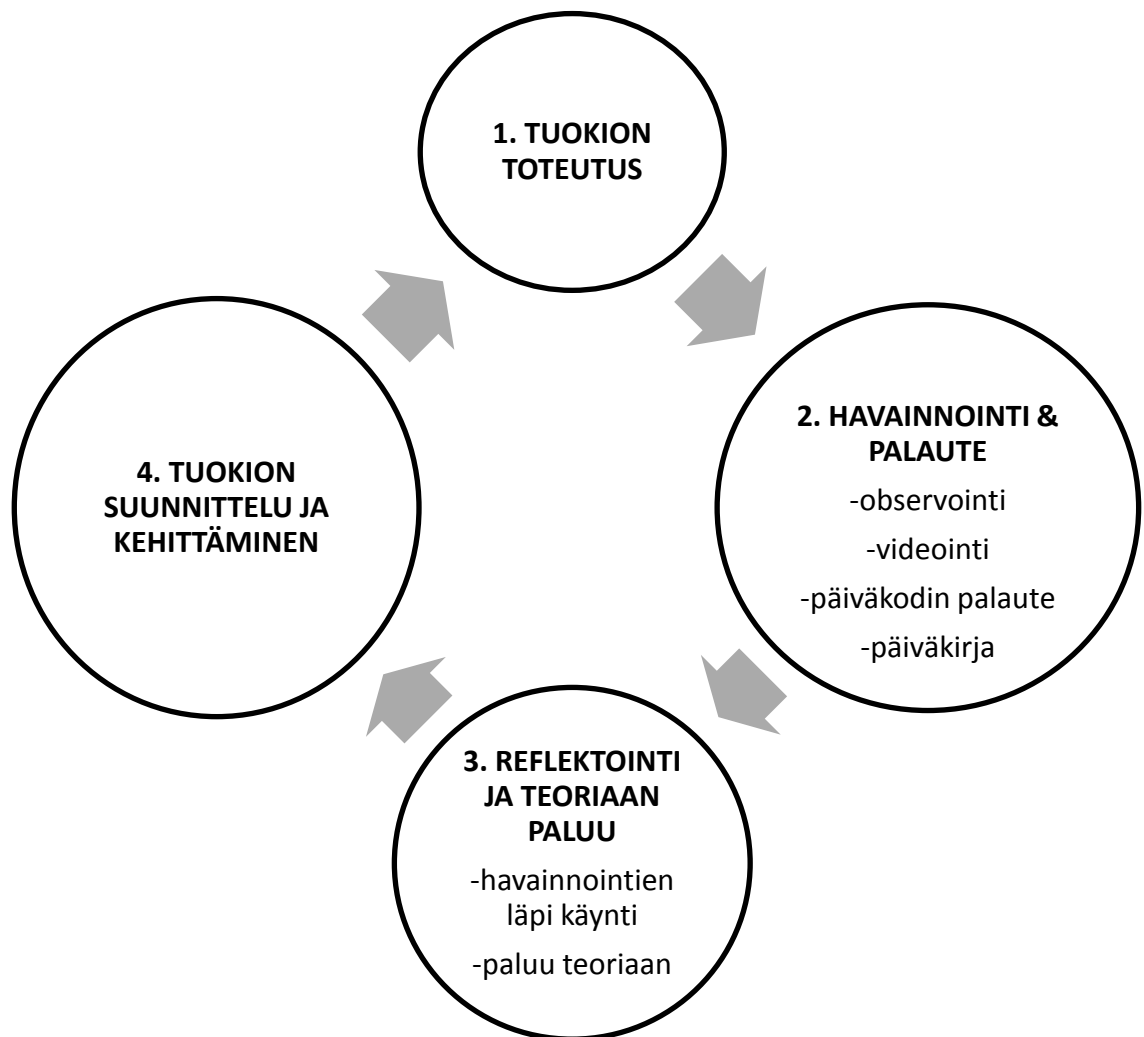 1. TUOKION
TOTEUTUS
2. HAVAINNOINTI &
PALAUTE
-observointi
-videointi
-päiväkodin palaute
-päiväkirja
3. REFLEKTOINTI
JA TEORIAAN
PALUU
-havainnointien
läpi käynti
-paluu teoriaan
4. TUOKION
SUUNNITTELU JA
KEHITTÄMINEN